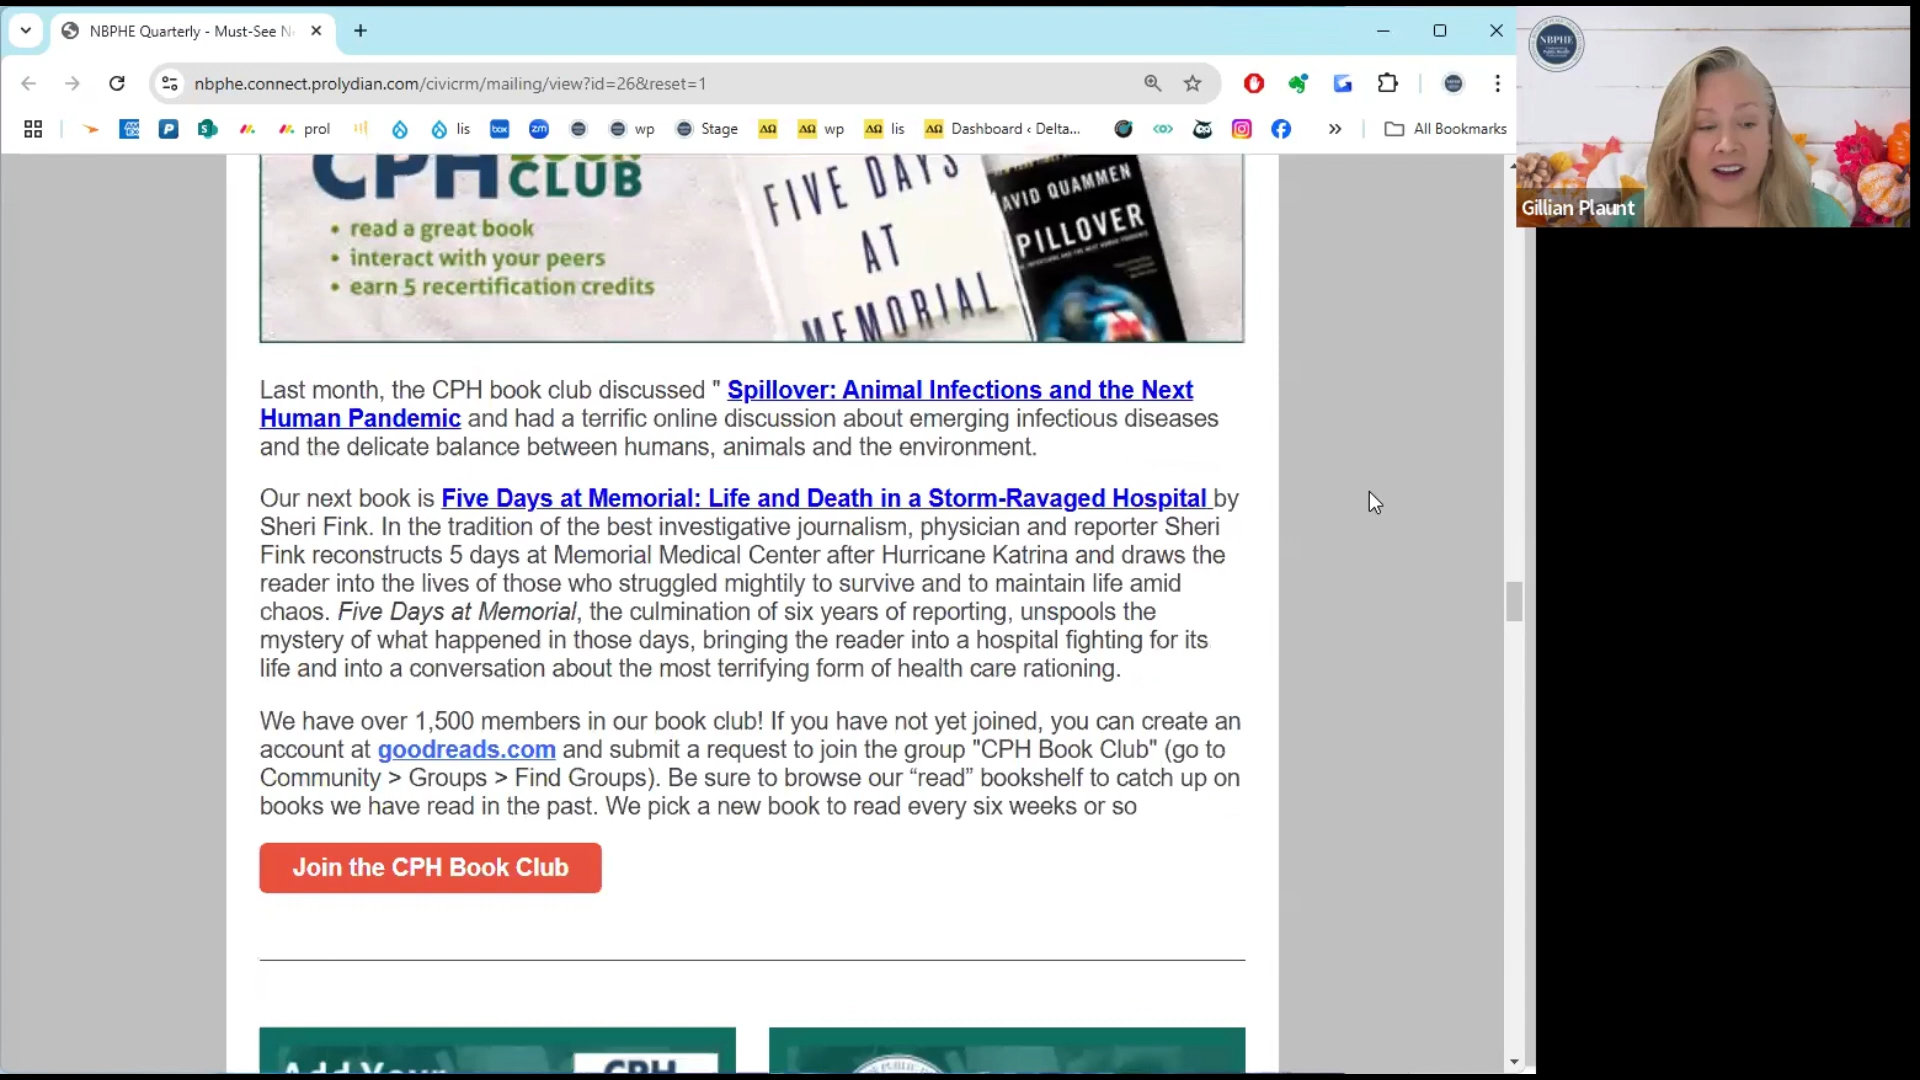 NBPHE Quarterly - Must-See N
nbphe.connect.prolydian.com/civicrm/mailing/view?id=26&reset=1
prol
lis
box
zm
wp
Stage
ΔΩ
ΔΩ wp
ΔΩ lis
ΔΩ Dashboard ‹ Delta...
All Bookmarks
NBPHE
Gillian Plaunt
CPH CLUB
• read a great book
• interact with your peers
• earn 5 recertification credits
FIVE DAYS
AT
MEMORIAL
AVID QUAMMEN
PILLOVER
Last month, the CPH book club discussed " Spillover: Animal Infections and the Next
Human Pandemic and had a terrific online discussion about emerging infectious diseases
and the delicate balance between humans, animals and the environment.
Our next book is Five Days at Memorial: Life and Death in a Storm-Ravaged Hospital by
Sheri Fink. In the tradition of the best investigative journalism, physician and reporter Sheri
Fink reconstructs 5 days at Memorial Medical Center after Hurricane Katrina and draws the
reader into the lives of those who struggled mightily to survive and to maintain life amid
chaos. Five Days at Memorial, the culmination of six years of reporting, unspools the
mystery of what happened in those days, bringing the reader into a hospital fighting for its
life and into a conversation about the most terrifying form of health care rationing.
We have over 1,500 members in our book club! If you have not yet joined, you can create an
account at goodreads.com and submit a request to join the group "CPH Book Club" (go to
Community > Groups > Find Groups). Be sure to browse our “read” bookshelf to catch up on
books we have read in the past. We pick a new book to read every six weeks or so
Join the CPH Book Club
Add Your
CPH